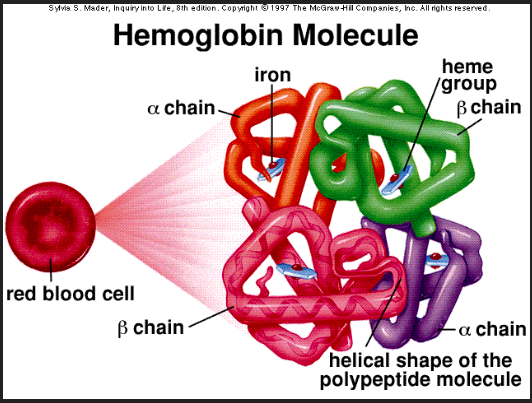 Sylvia S. Mader, Inquiry into Life, 8th edition. Copyright © 1997 The McGraw-Hill Companies, Inc. All rights reserved.
Hemoglobin Molecule
iron
heme
group
α chain
β chain
red blood cell
β chain
α chain
helical shape of the
polypeptide molecule